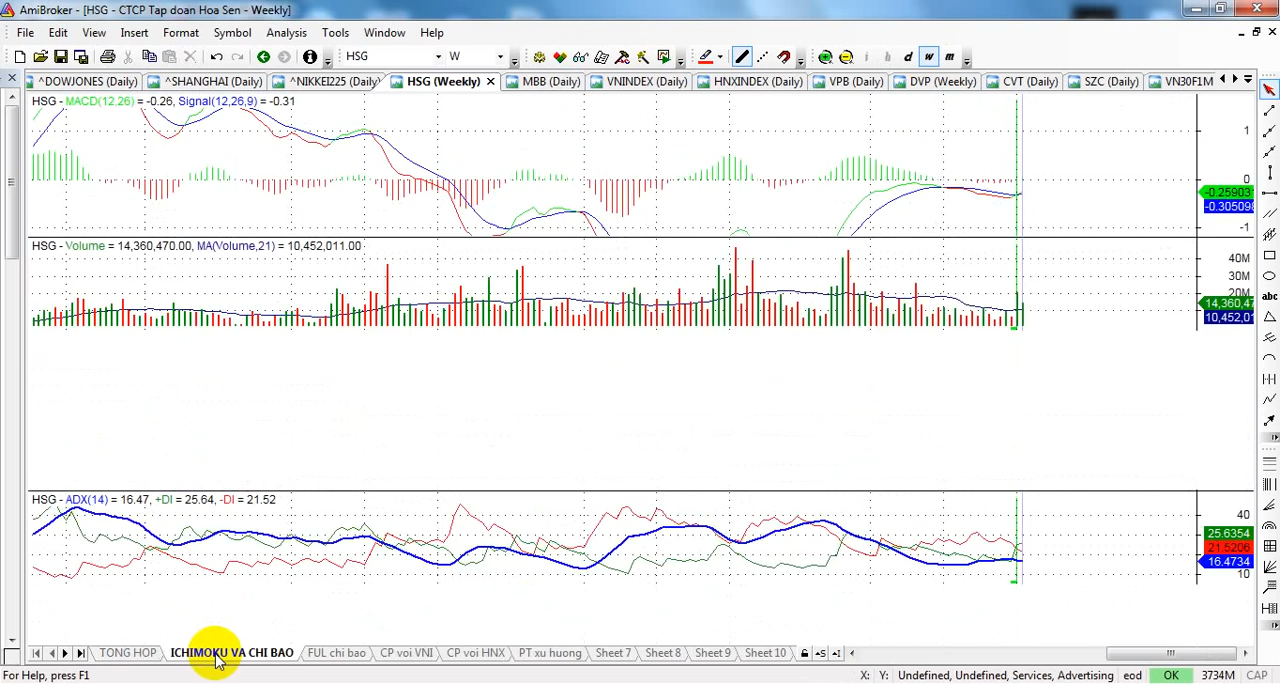 AmiBroker - [HSG - CTCP Tap doan Hoa Sen - Weekly]
File Edit View Insert Format Symbol Analysis Tools Window Help
HSG W i h d w m
^DOWJONES (Daily) ^SHANGHAI (Daily) ^NIKKEI225 (Daily) HSG (Weekly) MBB (Daily) VNINDEX (Daily) HNXINDEX (Daily) VPB (Daily) DVP (Weekly) CVT (Daily) SZC (Daily) VN30F1M
HSG - MACD(12,26) = -0.26, Signal(12,26,9) = -0.31
1
0
-0.25903
-0.305098
-1
HSG - Volume = 14,360,470.00, MA(Volume,21) = 10,452,011.00
40M
30M
20M
14,360,47
10,452,01
HSG - ADX(14) = 16.47, +DI = 25.64, -DI = 21.52
40
25.6354
21.5206
16.4734
10
TONG HOP ICHIMOKU VA CHI BAO FUL chi bao CP voi VNI CP voi HNX PT xu huong Sheet 7 Sheet 8 Sheet 9 Sheet 10
For Help, press F1 X: Y: Undefined, Undefined, Services, Advertising eod OK 3734M CAP
abc